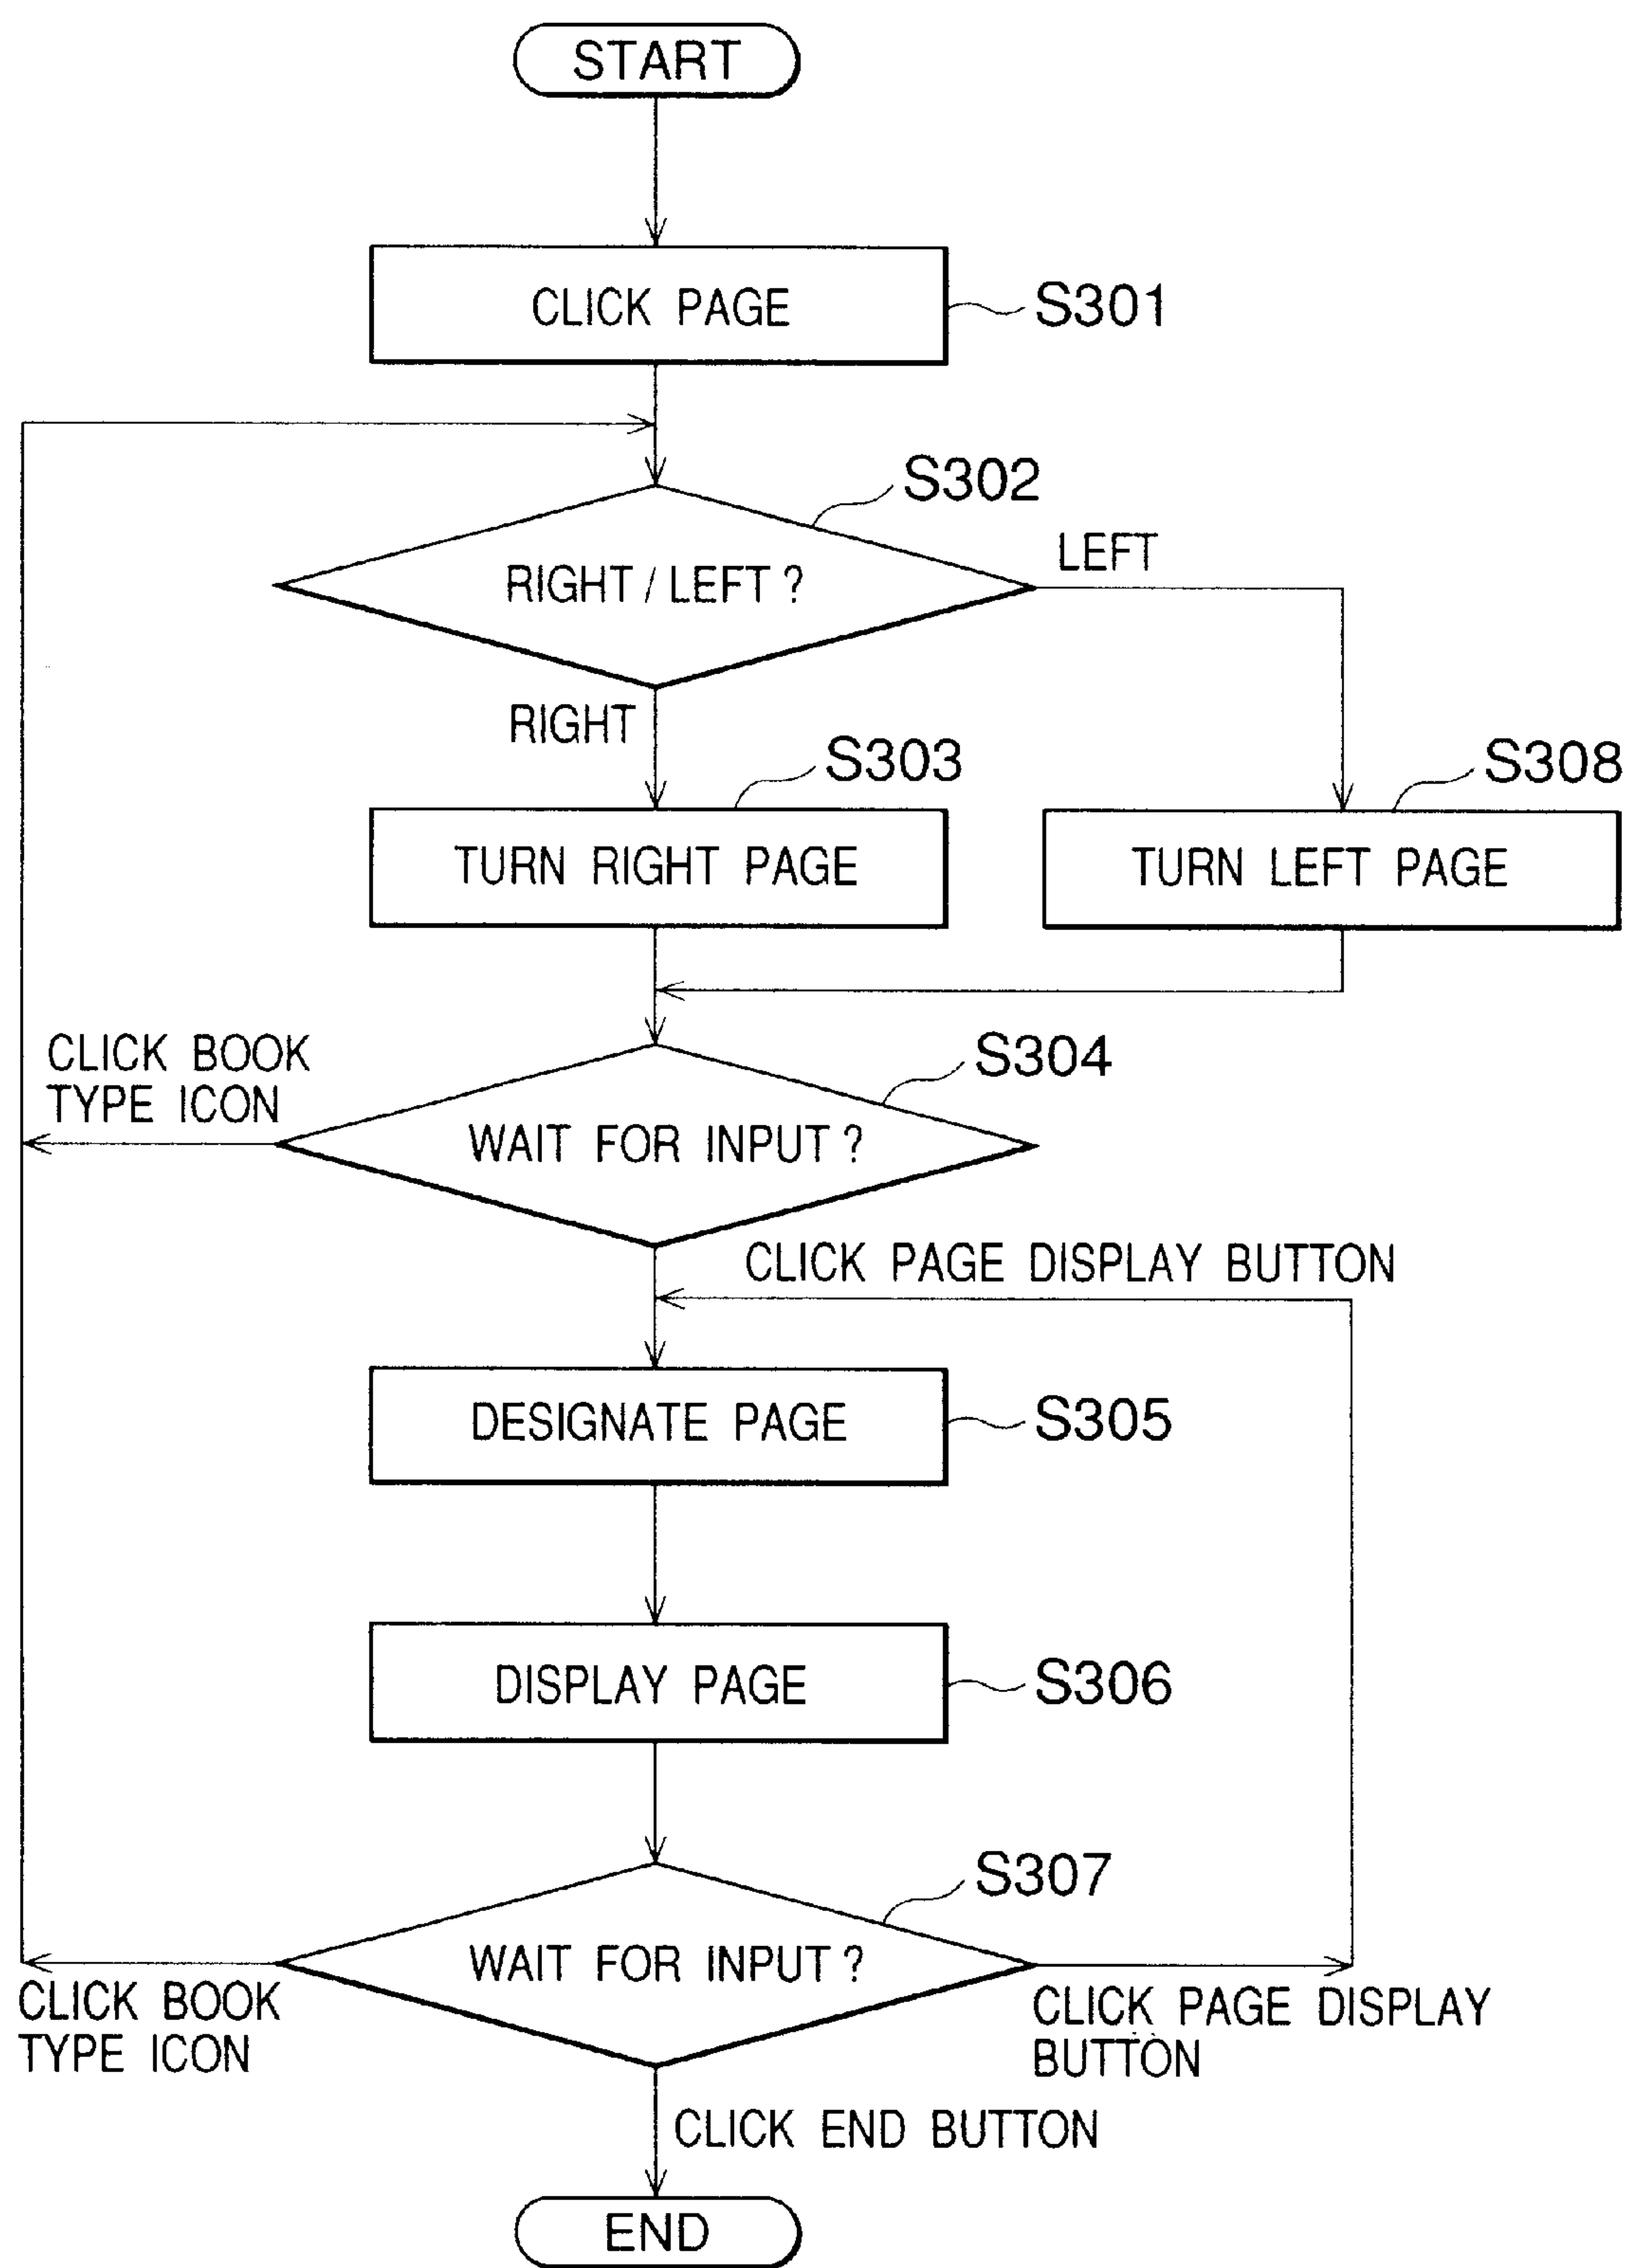 START
CLICK PAGE
S301
S302
RIGHT / LEFT ?
LEFT
RIGHT
S303
S308
TURN RIGHT PAGE
TURN LEFT PAGE
CLICK BOOK
TYPE ICON
S304
WAIT FOR INPUT ?
CLICK PAGE DISPLAY BUTTON
DESIGNATE PAGE
S305
DISPLAY PAGE
S306
S307
WAIT FOR INPUT ?
CLICK BOOK
TYPE ICON
CLICK PAGE DISPLAY
BUTTON
CLICK END BUTTON
END